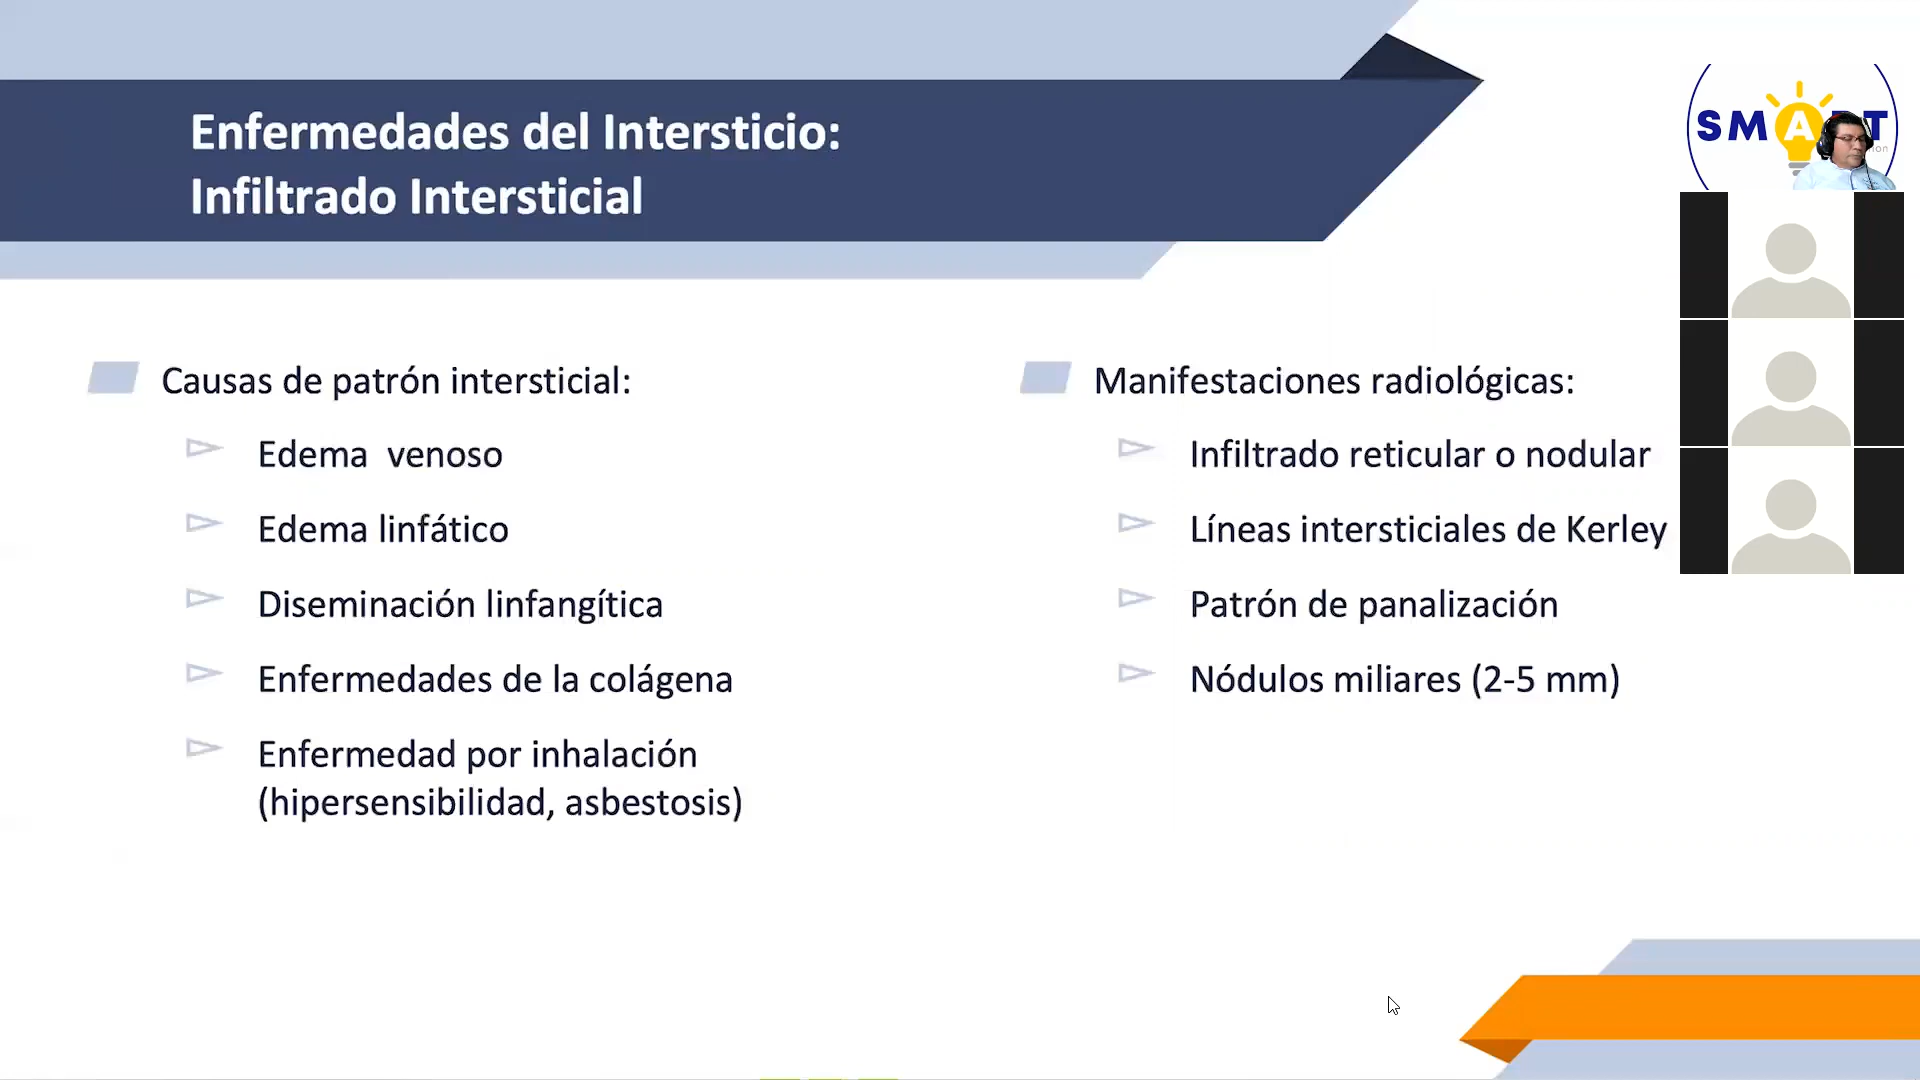 Enfermedades del Intersticio:
Infiltrado Intersticial
Causas de patrón intersticial:
Edema venoso
Edema linfático
Diseminación linfangítica
Enfermedades de la colágena
Enfermedad por inhalación
(hipersensibilidad, asbestosis)
Manifestaciones radiológicas:
Infiltrado reticular o nodular
Líneas intersticiales de Kerley
Patrón de panalización
Nódulos miliares (2-5 mm)
SMA T